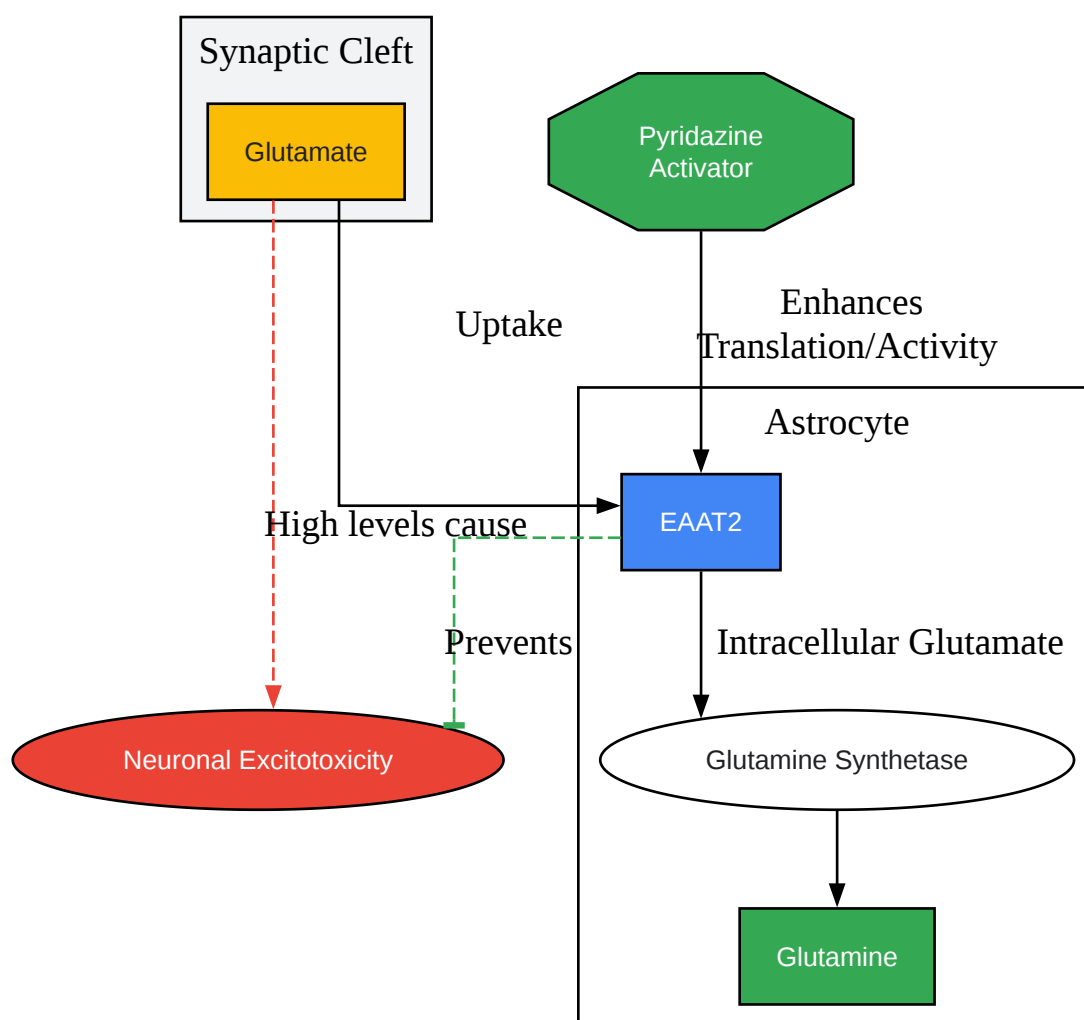 Synaptic Cleft
Glutamate
Pyridazine
Activator
Enhances
Translation/Activity
Uptake
Astrocyte
EAAT2
High levels cause
Prevents
Intracellular Glutamate
Neuronal Excitotoxicity
Glutamine Synthetase
Glutamine